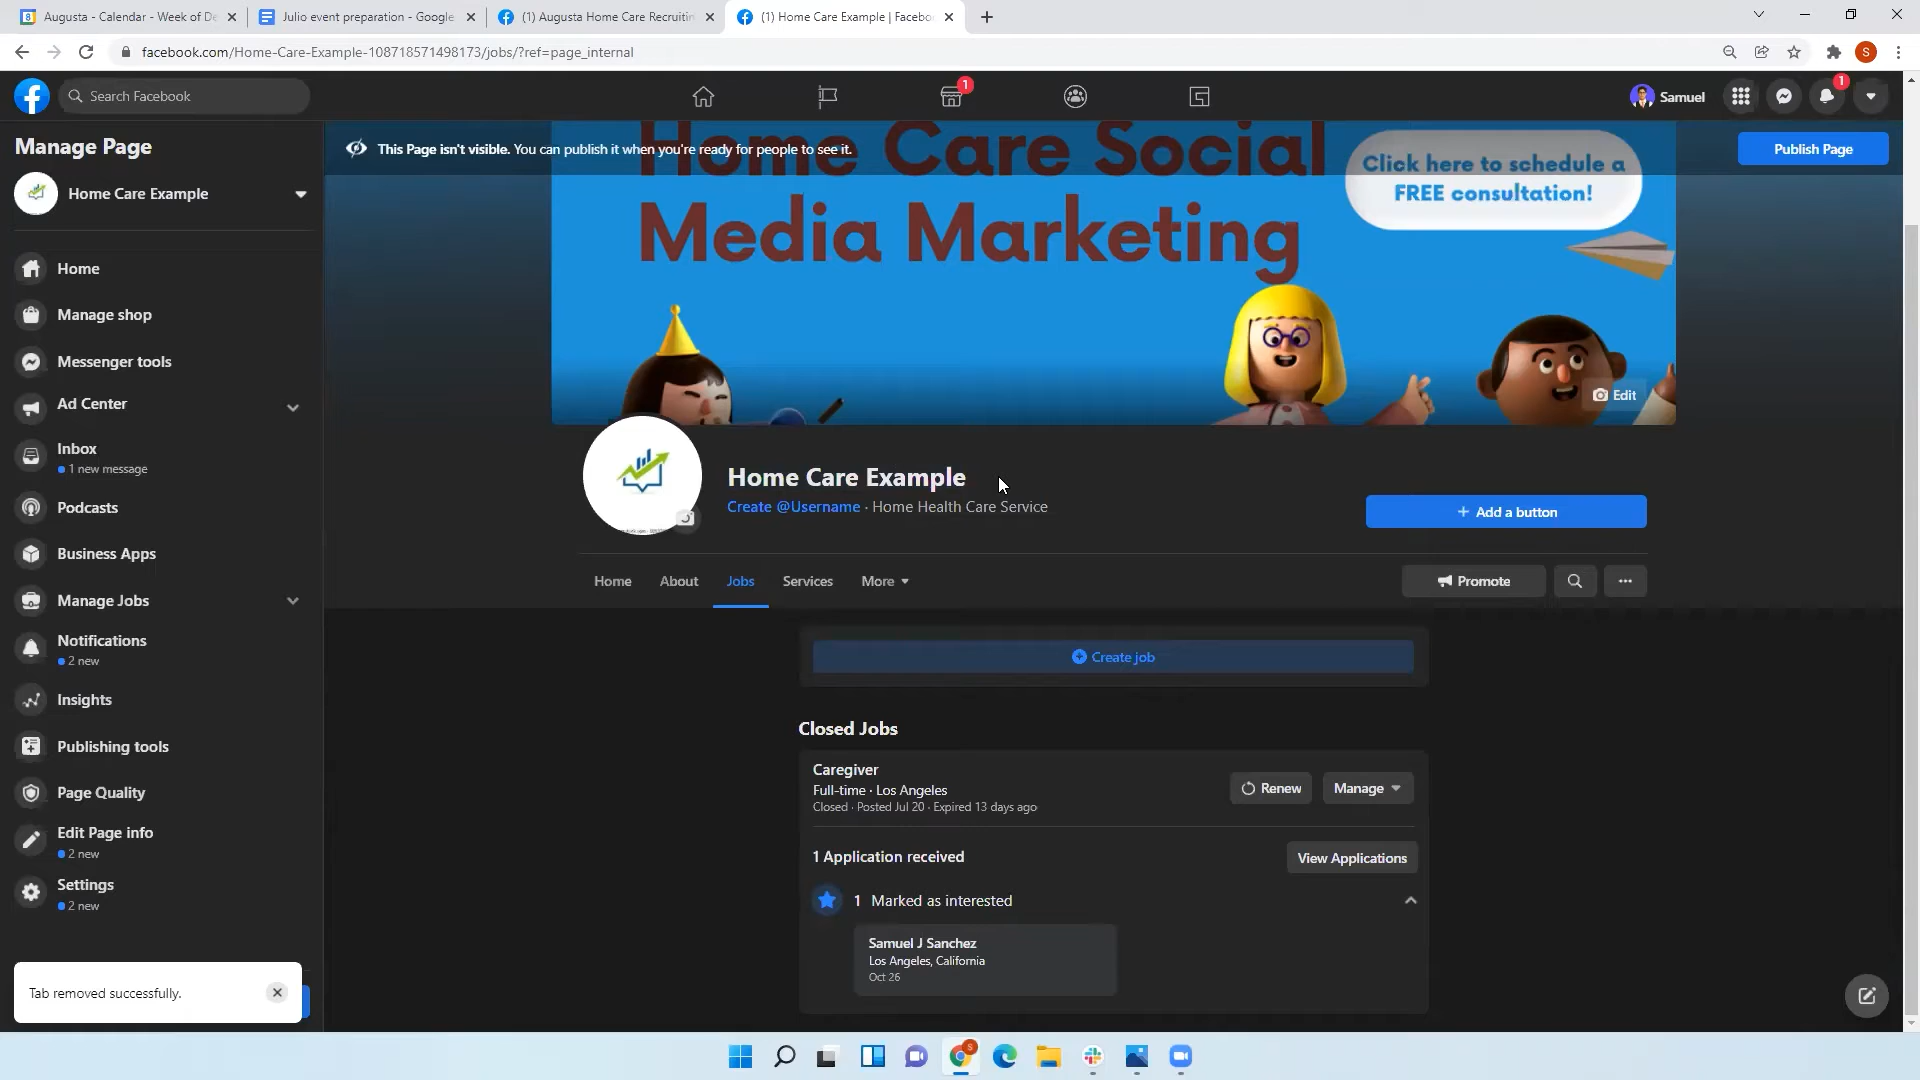 Augusta - Calendar - Week of De
Julio event preparation - Google
(1) Augusta Home Care Recruitin
(1) Home Care Example | Facebo
facebook.com/Home-Care-Example-108718571498173/jobs/?ref=page_internal
S
Search Facebook
1
Samuel
1
Manage Page
Home Care Example
Home
Manage shop
Messenger tools
Ad Center
Inbox
1 new message
Podcasts
Business Apps
Manage Jobs
Notifications
2 new
Insights
Publishing tools
Page Quality
Edit Page info
2 new
Settings
2 new
Tab removed successfully.
This Page isn't visible. You can publish it when you're ready for people to see it.
Publish Page
Home Care Social
Media Marketing
Click here to schedule a
FREE consultation!
Edit
Home Care Example
Create @Username · Home Health Care Service
+ Add a button
Home
About
Jobs
Services
More
Promote
Create job
Closed Jobs
Caregiver
Full-time · Los Angeles
Closed · Posted Jul 20 · Expired 13 days ago
Renew
Manage
1 Application received
View Applications
1 Marked as interested
Samuel J Sanchez
Los Angeles, California
Oct 26
S